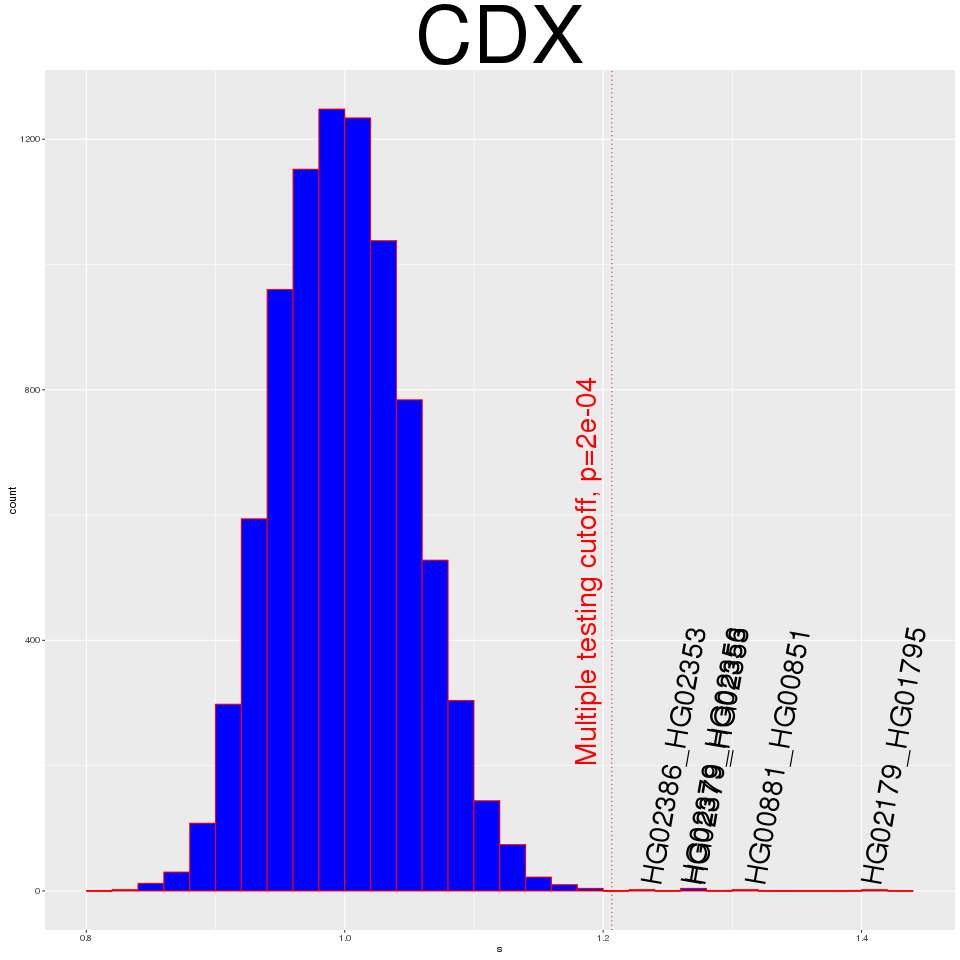 CDX
count
1200
800
400
0
Multiple testing cutoff, p=2e-04
HG02386_HG02353
HG00881_HG00851
HG02179_HG01795
0.8
1.0
1.2
1.4
s